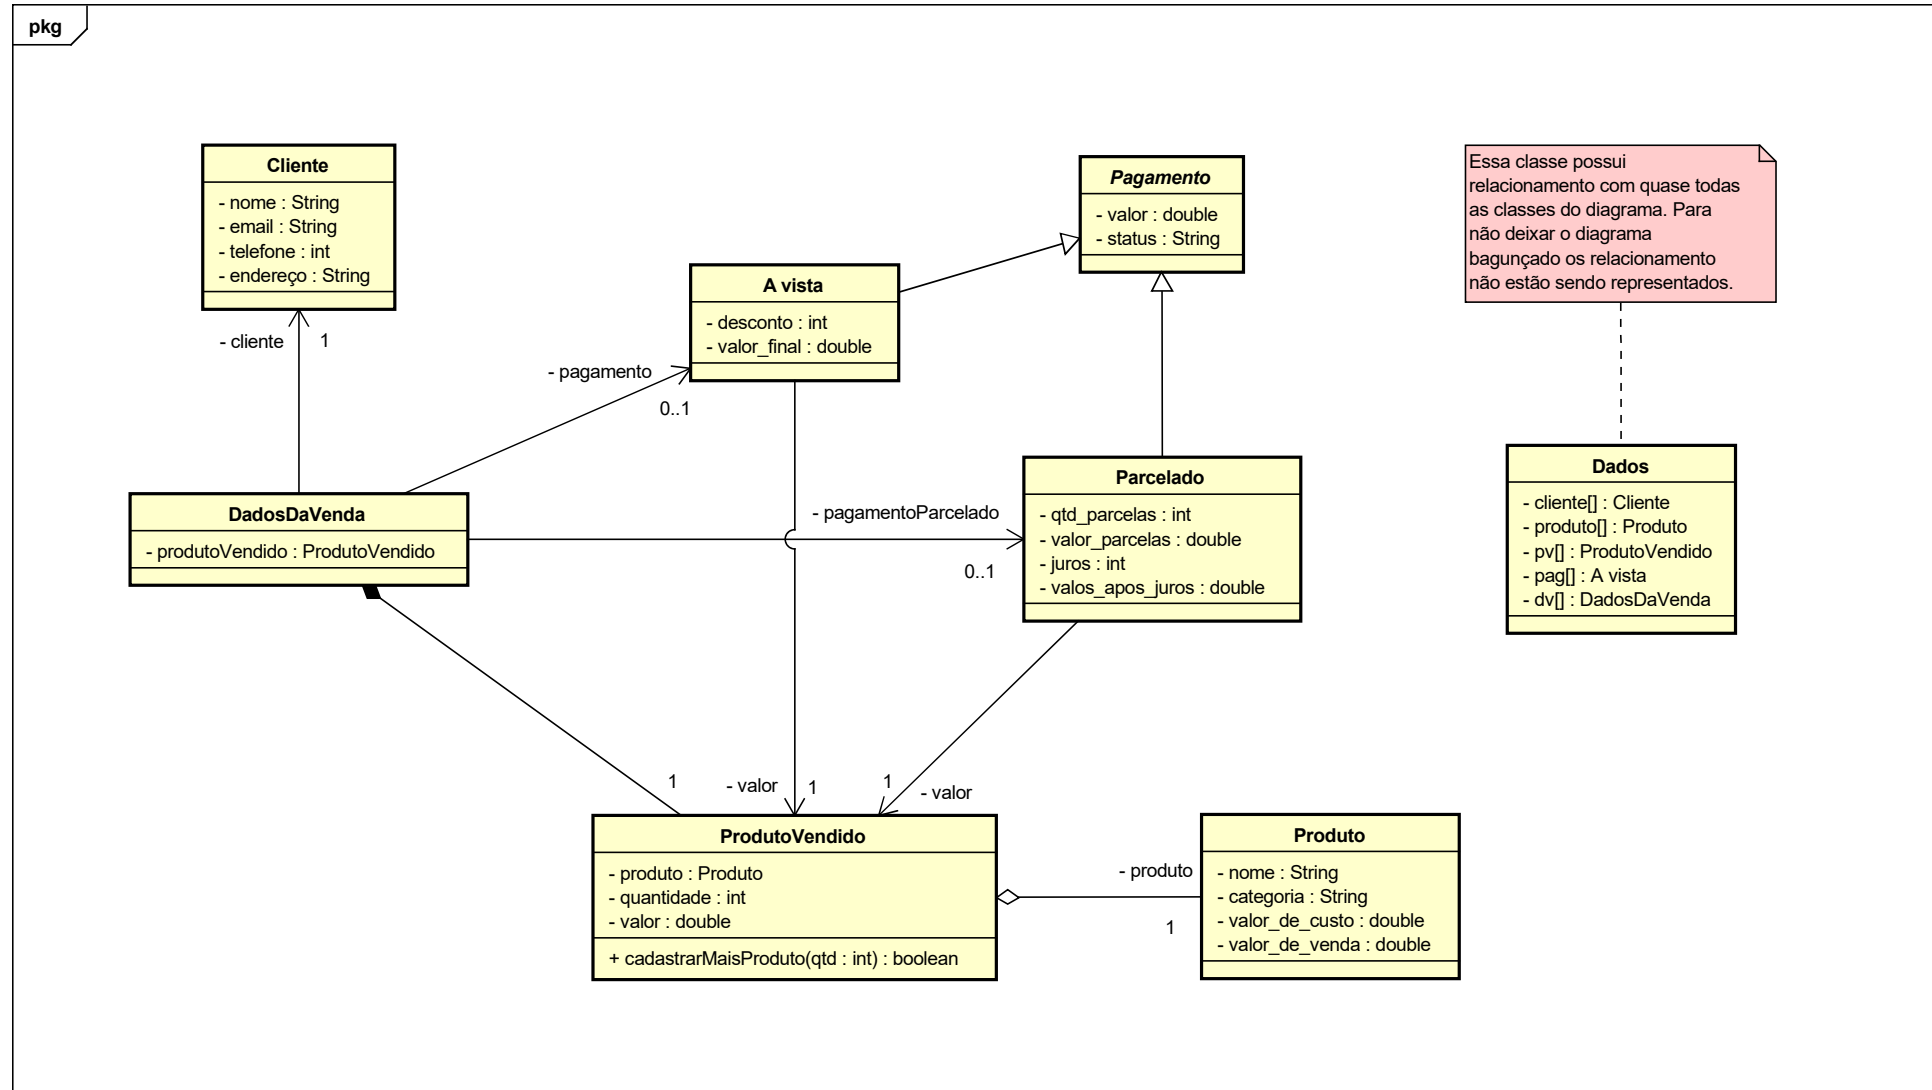 pkg
Cliente
- nome : String
- email : String
- telefone : int
- endereço : String
- cliente
1
Pagamento
- valor : double
- status : String
Essa classe possui
relacionamento com quase todas
as classes do diagrama. Para
não deixar o diagrama
bagunçado os relacionamento
não estão sendo representados.
A vista
- desconto : int
- valor_final : double
- pagamento
0..1
DadosDaVenda
- produtoVendido : ProdutoVendido
- pagamentoParcelado
0..1
Parcelado
- qtd_parcelas : int
- valor_parcelas : double
- juros : int
- valos_apos_juros : double
Dados
- cliente[] : Cliente
- produto[] : Produto
- pv[] : ProdutoVendido
- pag[] : A vista
- dv[] : DadosDaVenda
1
- valor
1
1
- valor
ProdutoVendido
- produto : Produto
- quantidade : int
- valor : double
+ cadastrarMaisProduto(qtd : int) : boolean
- produto
1
Produto
- nome : String
- categoria : String
- valor_de_custo : double
- valor_de_venda : double